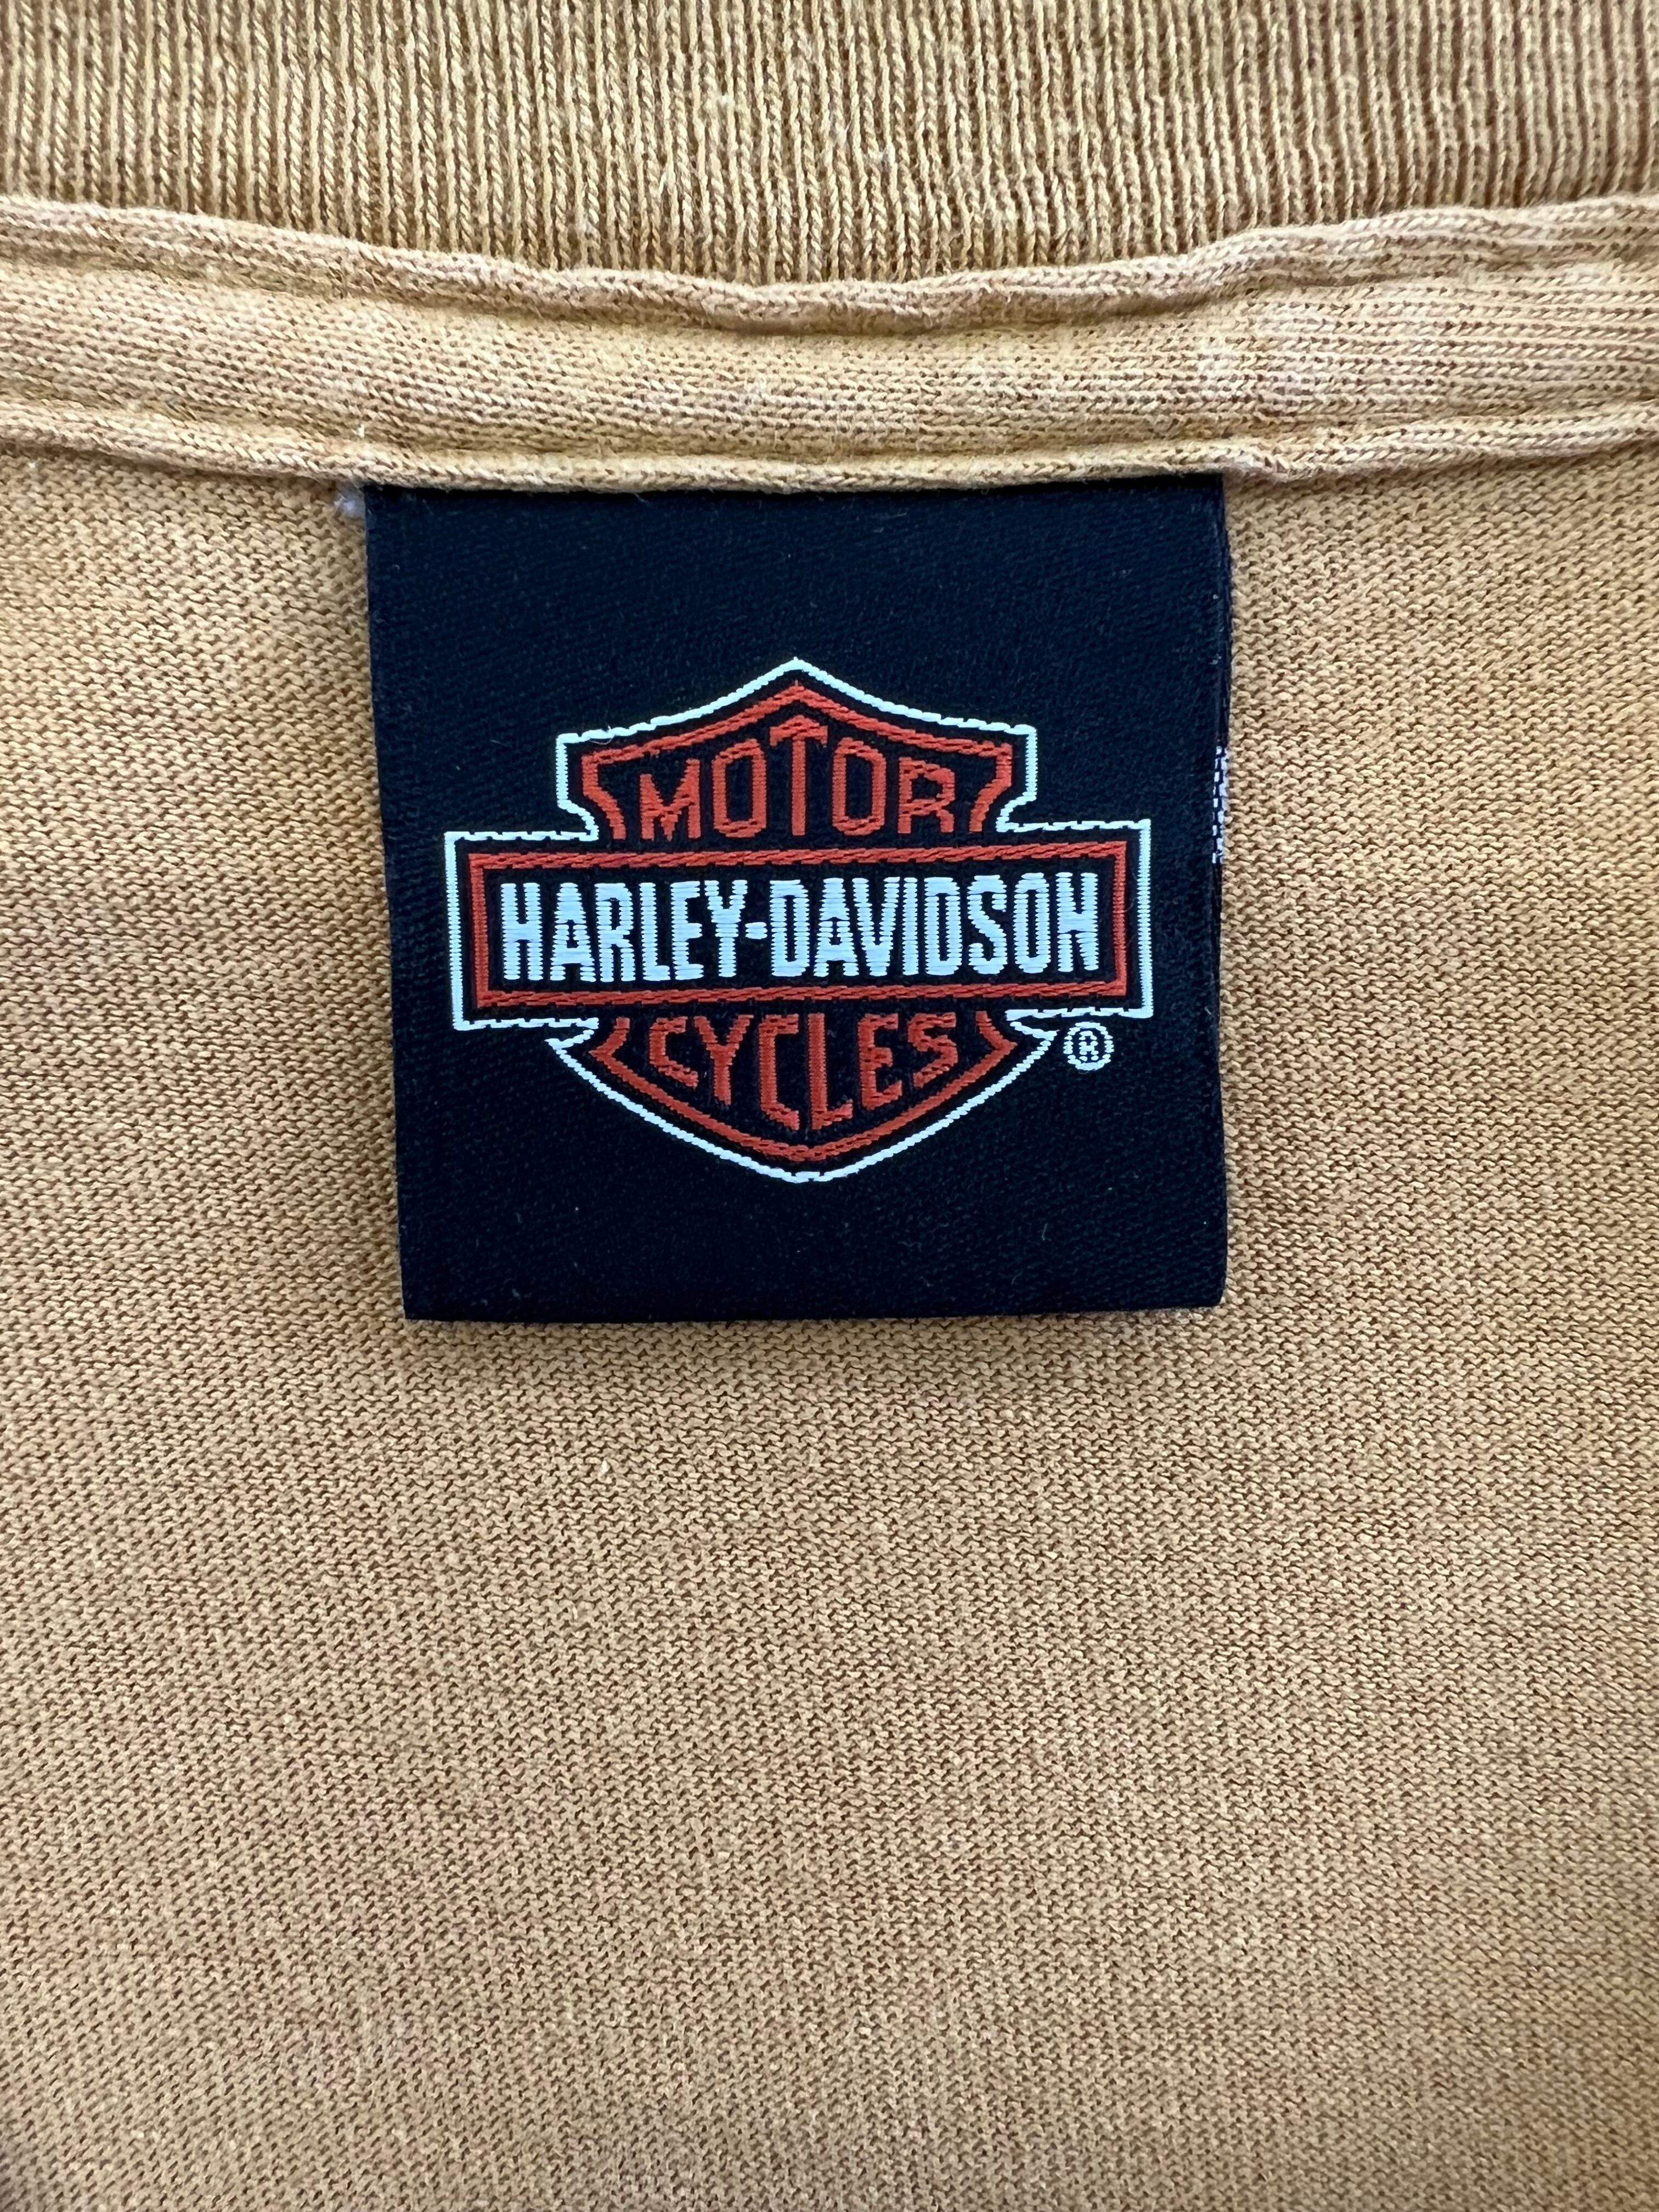 MOTOR
HARLEY-DAVIDSON
CYCLES
®